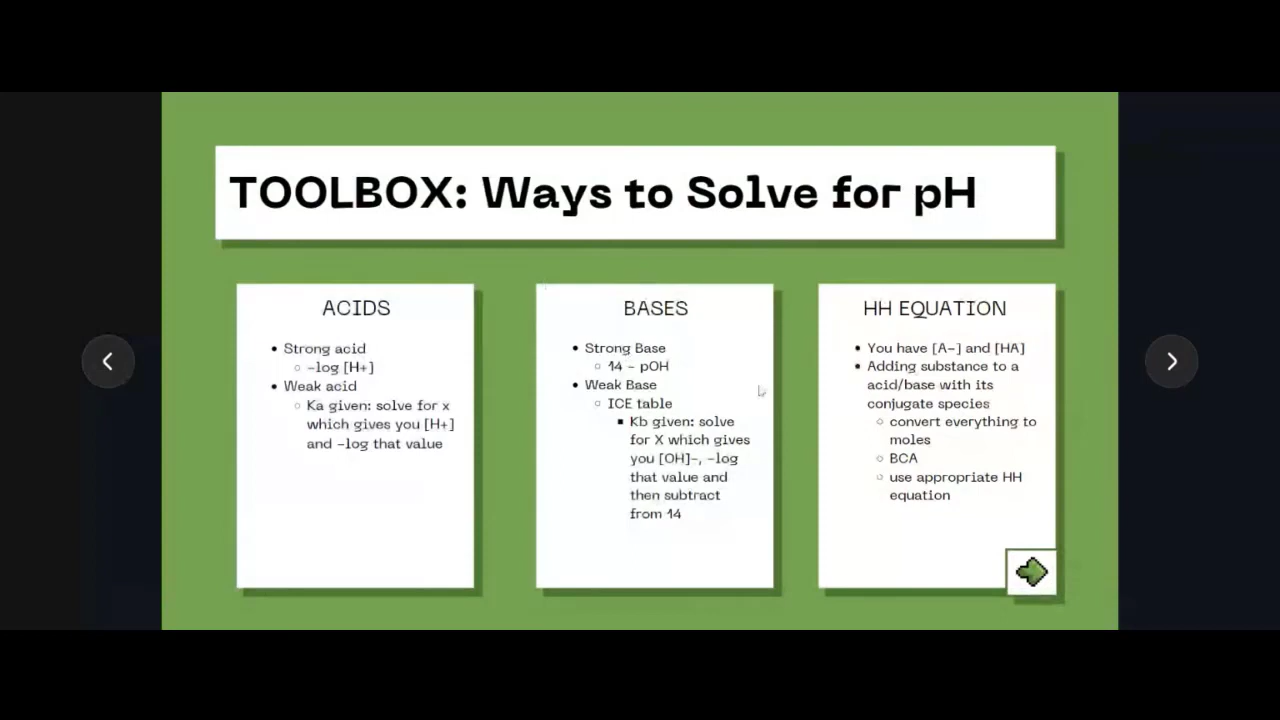 TOOLBOX: Ways to Solve for pH
ACIDS
• Strong acid
○ -log [H+]
• Weak acid
○ Ka given: solve for x
which gives you [H+]
and -log that value
BASES
• Strong Base
○ 14 - pOH
• Weak Base
○ ICE table
▪ Kb given: solve
for X which gives
you [OH]-, -log
that value and
then subtract
from 14
HH EQUATION
• You have [A-] and [HA]
• Adding substance to a
acid/base with its
conjugate species
○ convert everything to
moles
○ BCA
○ use appropriate HH
equation